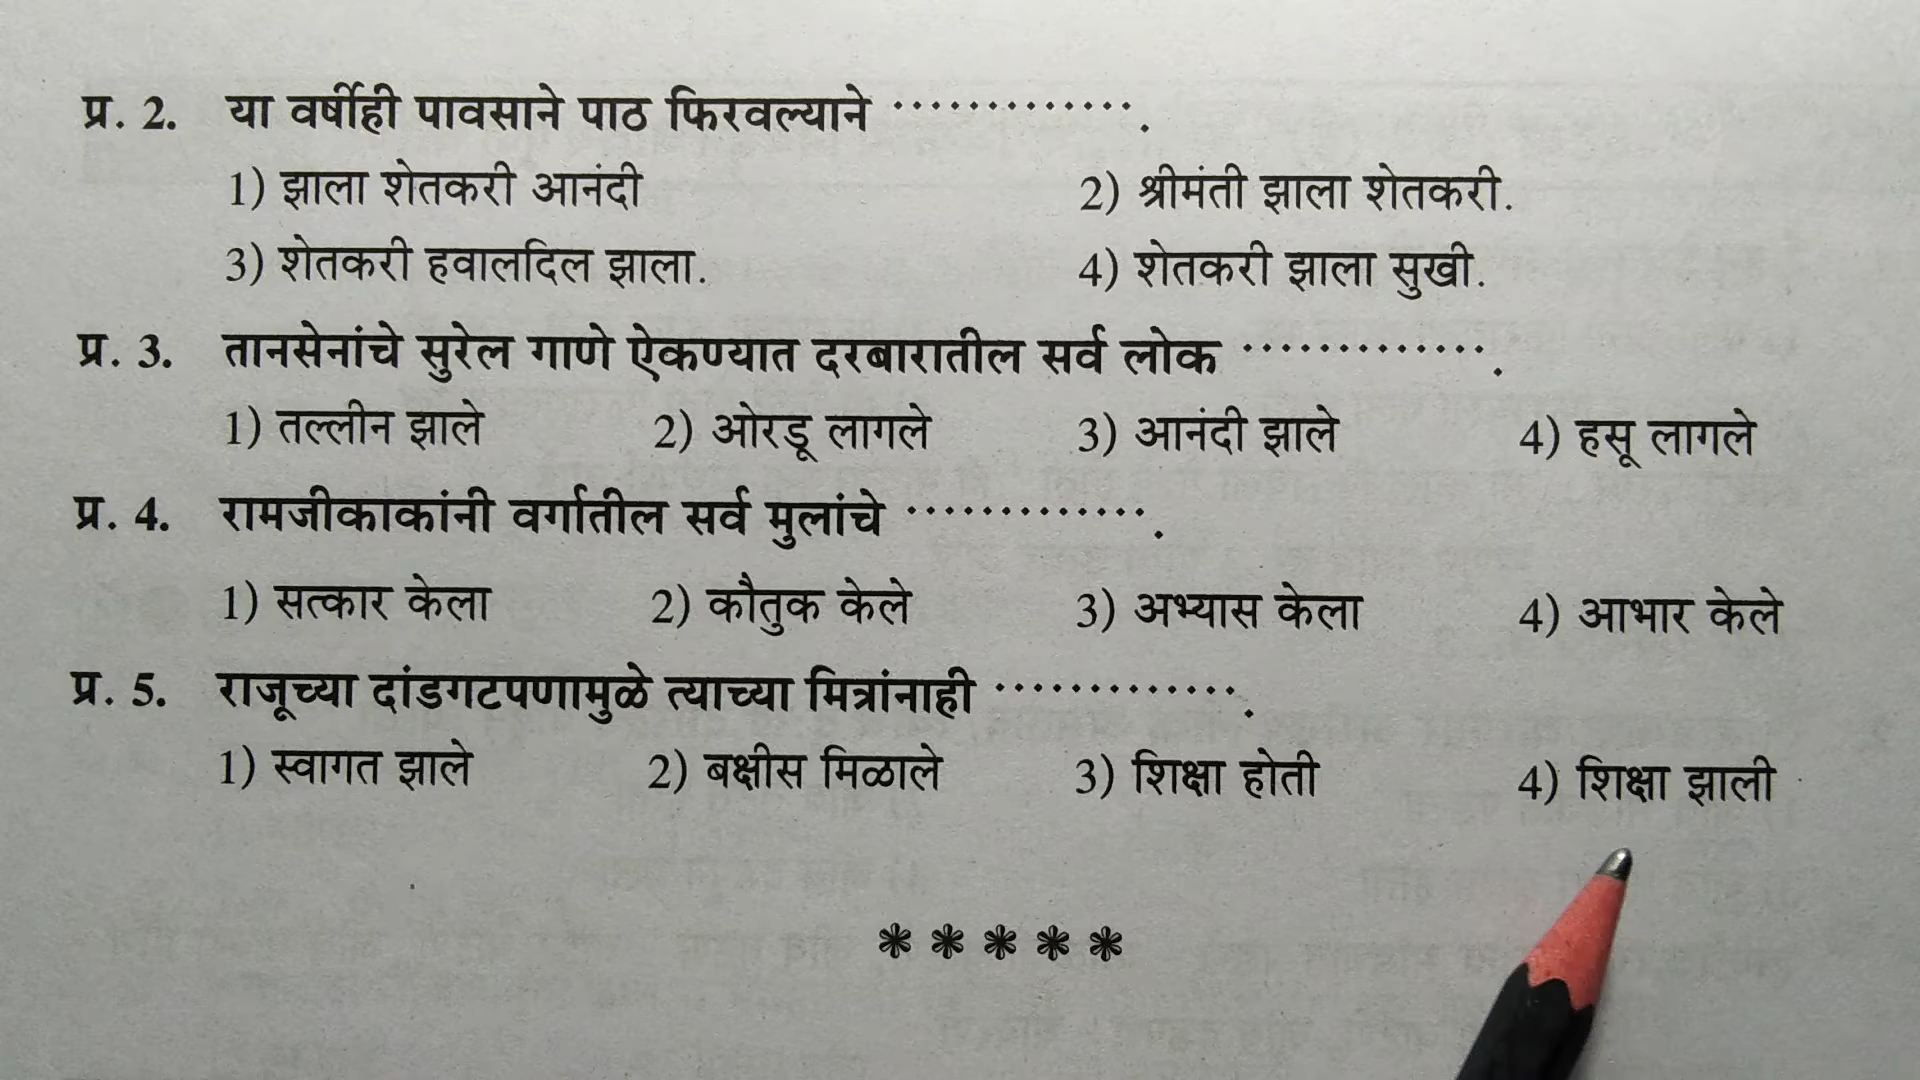 प्र. 2. या वर्षीही पावसाने पाठ फिरवल्याने ..............
1) झाला शेतकरी आनंदी 2) श्रीमंती झाला शेतकरी.
3) शेतकरी हवालदिल झाला. 4) शेतकरी झाला सुखी.
प्र. 3. तानसेनांचे सुरेल गाणे ऐकण्यात दरबारातील सर्व लोक ..............
1) तल्लीन झाले 2) ओरडू लागले 3) आनंदी झाले 4) हसू लागले
प्र. 4. रामजीकाकांनी वर्गातील सर्व मुलांचे ..............
1) सत्कार केला 2) कौतुक केले 3) अभ्यास केला 4) आभार केले
प्र. 5. राजूच्या दांडगटपणामुळे त्याच्या मित्रांनाही ..............
1) स्वागत झाले 2) बक्षीस मिळाले 3) शिक्षा होती 4) शिक्षा झाली
*****